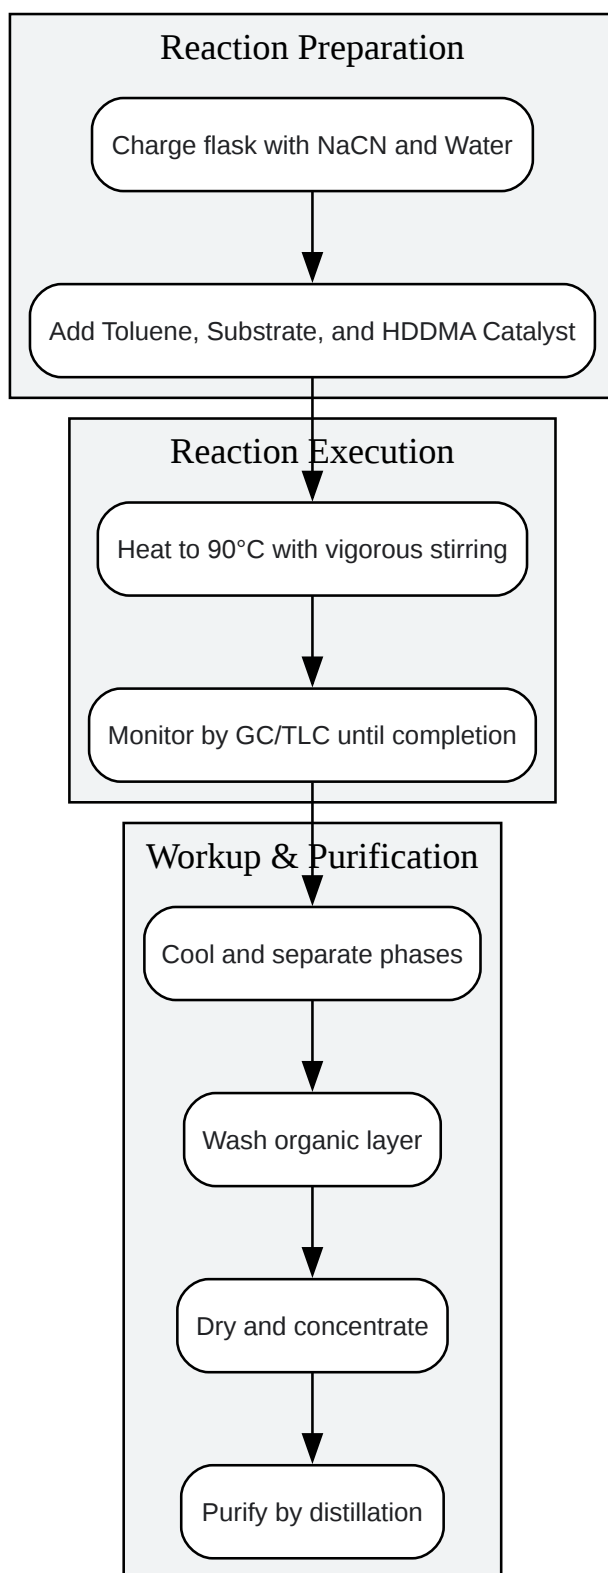 Reaction Preparation
Charge flask with NaCN and Water
Add Toluene, Substrate, and HDDMA Catalyst
Reaction Execution
Heat to 90°C with vigorous stirring
Monitor by GC/TLC until completion
Workup & Purification
Cool and separate phases
Wash organic layer
Dry and concentrate
Purify by distillation